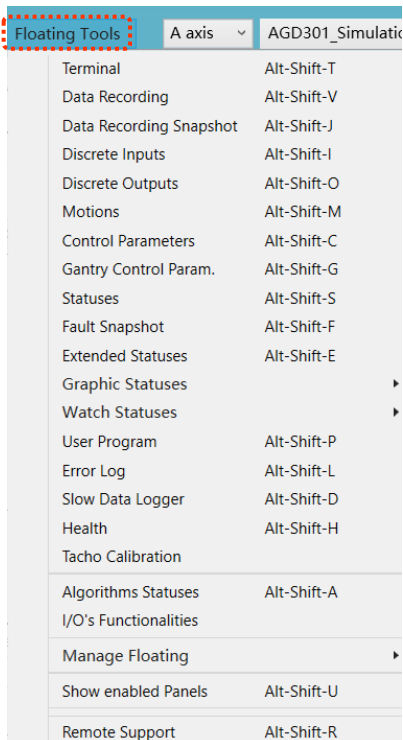 Floating Tools A axis AGD301_Simulatic
Terminal Alt-Shift-T
Data Recording Alt-Shift-V
Data Recording Snapshot Alt-Shift-J
Discrete Inputs Alt-Shift-I
Discrete Outputs Alt-Shift-O
Motions Alt-Shift-M
Control Parameters Alt-Shift-C
Gantry Control Param. Alt-Shift-G
Statuses Alt-Shift-S
Fault Snapshot Alt-Shift-F
Extended Statuses Alt-Shift-E
Graphic Statuses
Watch Statuses
User Program Alt-Shift-P
Error Log Alt-Shift-L
Slow Data Logger Alt-Shift-D
Health Alt-Shift-H
Tacho Calibration
Algorithms Statuses Alt-Shift-A
I/O's Functionalities
Manage Floating
Show enabled Panels Alt-Shift-U
Remote Support Alt-Shift-R